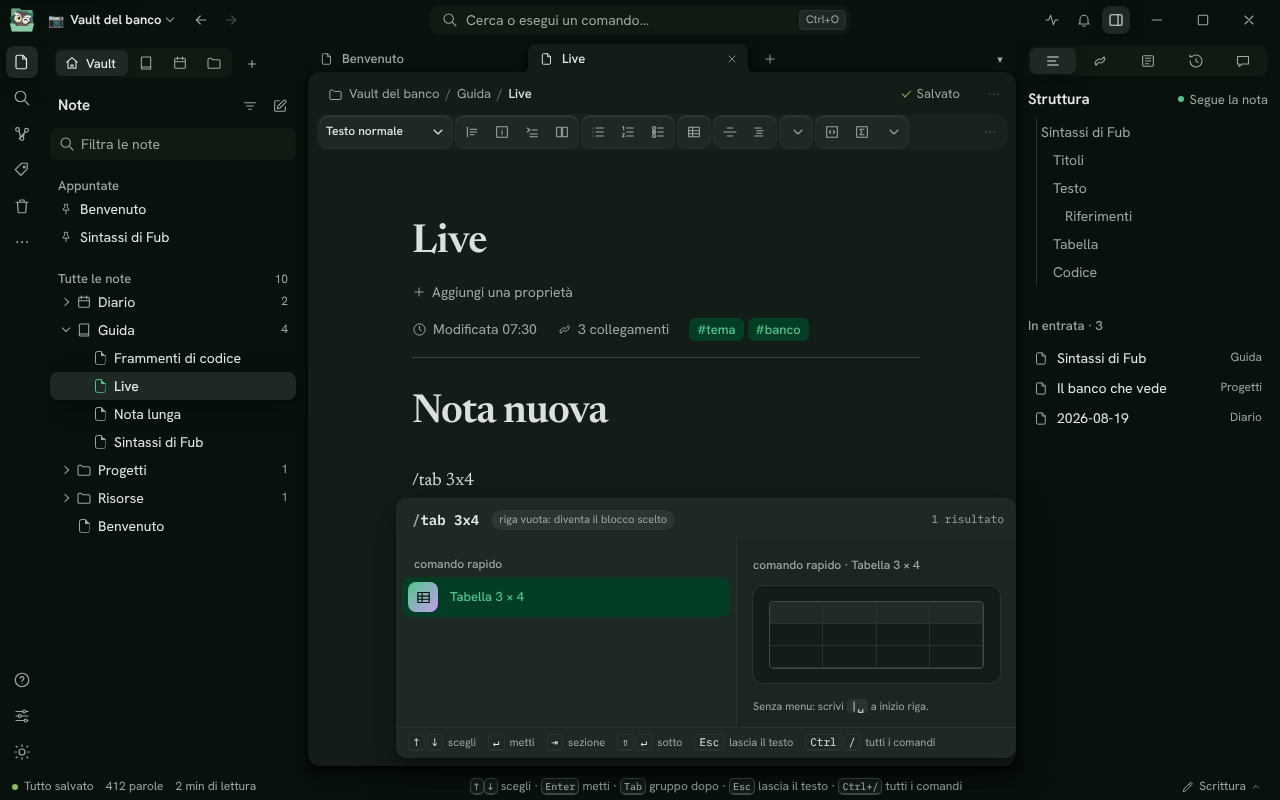 Vault del banco
Cerca o esegui un comando…
Ctrl+O
Vault
Note
Filtra le note
Appuntate
Benvenuto
Sintassi di Fub
Tutte le note 10
Diario 2
Guida 4
Frammenti di codice
Live
Nota lunga
Sintassi di Fub
Progetti 1
Risorse 1
Benvenuto
Benvenuto
Live
Vault del banco / Guida / Live
Salvato
Testo normale
Live
Aggiungi una proprietà
Modificata 07:30 3 collegamenti #tema #banco
Nota nuova
/tab 3x4
/tab 3x4 riga vuota: diventa il blocco scelto 1 risultato
comando rapido
Tabella 3 × 4
comando rapido · Tabella 3 × 4
Senza menu: scrivi |␣ a inizio riga.
↑ ↓ scegli ↵ metti ⇥ sezione ⇧ ↵ sotto Esc lascia il testo Ctrl / tutti i comandi
Struttura
Segue la nota
Sintassi di Fub
Titoli
Testo
Riferimenti
Tabella
Codice
In entrata · 3
Sintassi di Fub Guida
Il banco che vede Progetti
2026-08-19 Diario
Tutto salvato 412 parole 2 min di lettura
↑ ↓ scegli · Enter metti · Tab gruppo dopo · Esc lascia il testo · Ctrl+/ tutti i comandi
Scrittura